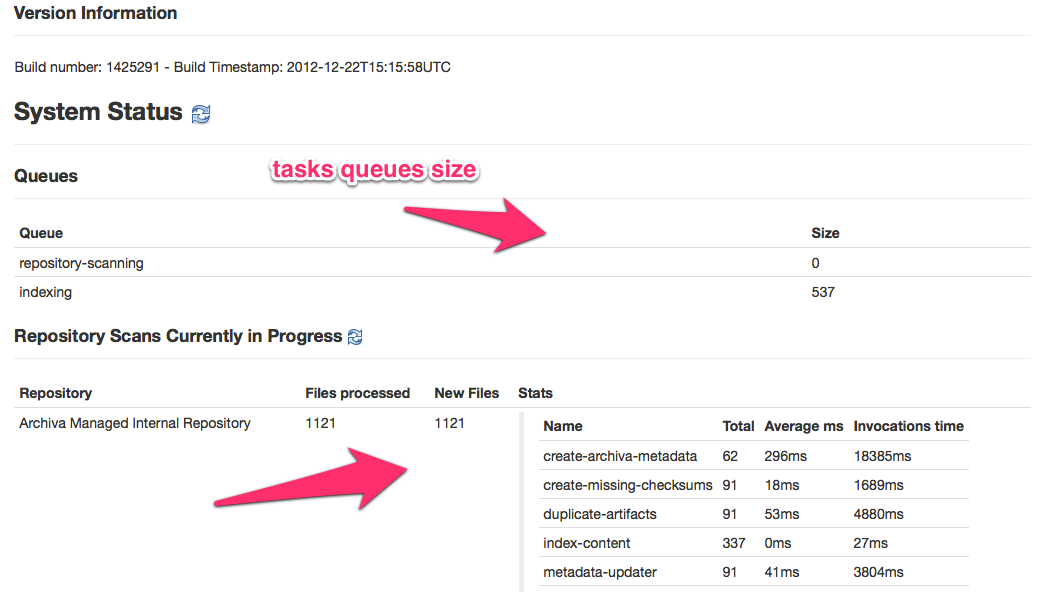 Version Information
Build number: 1425291 - Build Timestamp: 2012-12-22T15:15:58UTC
System Status
tasks queues size
Queues
Queue Size
repository-scanning 0
indexing 537
Repository Scans Currently in Progress
Repository Files processed New Files Stats
Archiva Managed Internal Repository 1121 1121
Name Total Average ms Invocations time
create-archiva-metadata 62 296ms 18385ms
create-missing-checksums 91 18ms 1689ms
duplicate-artifacts 91 53ms 4880ms
index-content 337 0ms 27ms
metadata-updater 91 41ms 3804ms